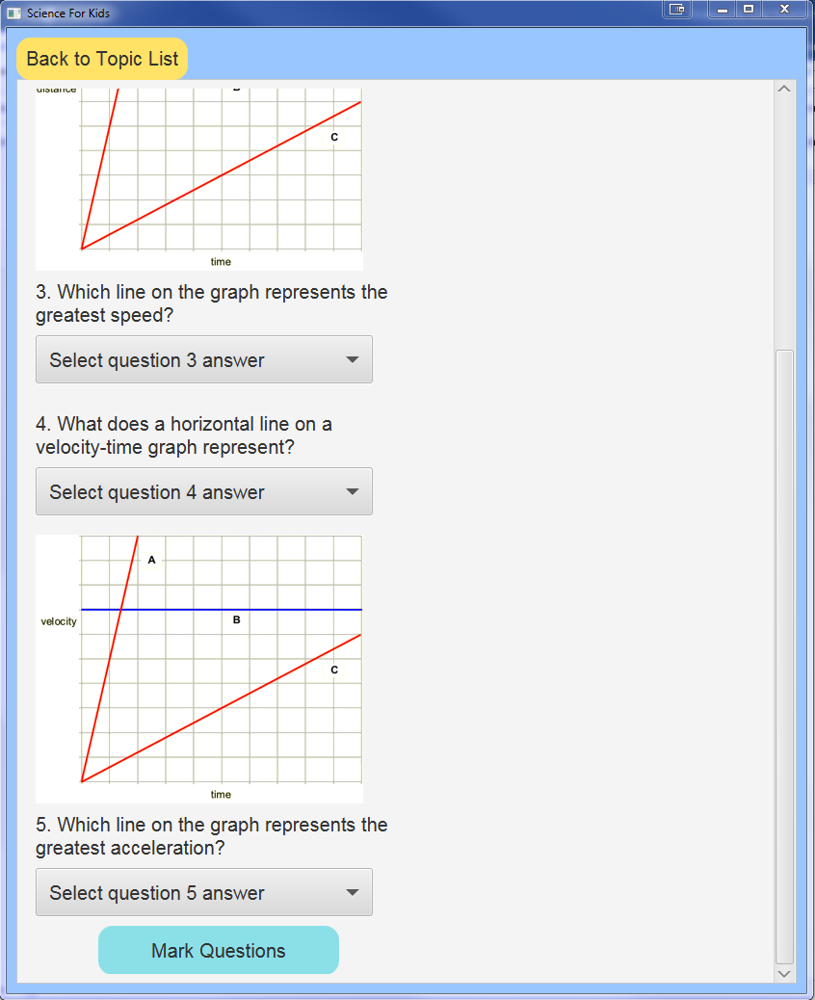 Science For Kids
Back to Topic List
distance
C
time
3. Which line on the graph represents the
greatest speed?
Select question 3 answer
4. What does a horizontal line on a
velocity-time graph represent?
Select question 4 answer
A
velocity
B
C
time
5. Which line on the graph represents the
greatest acceleration?
Select question 5 answer
Mark Questions